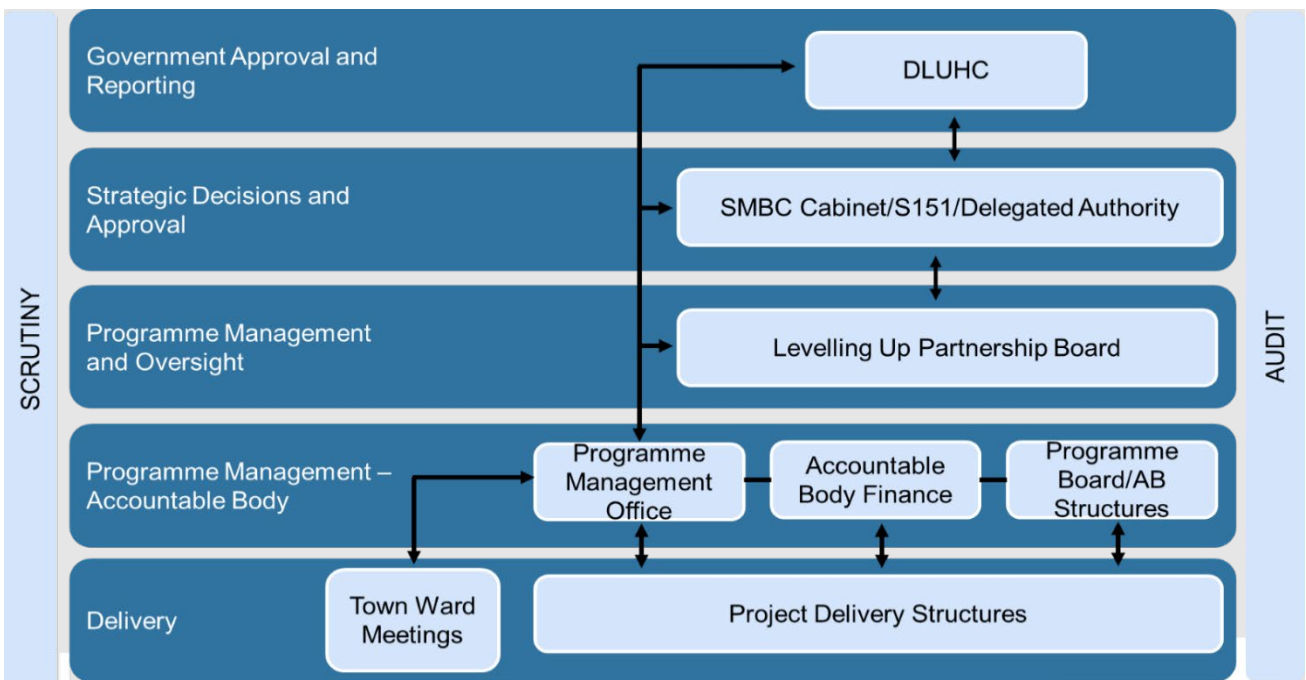 SCRUTINY
Government Approval and
Reporting
DLUHC
Strategic Decisions and
Approval
SMBC Cabinet/S151/Delegated Authority
Programme Management
and Oversight
Levelling Up Partnership Board
Programme Management –
Accountable Body
Programme
Management
Office
Accountable
Body Finance
Programme
Board/AB
Structures
Delivery
Town Ward
Meetings
Project Delivery Structures
AUDIT